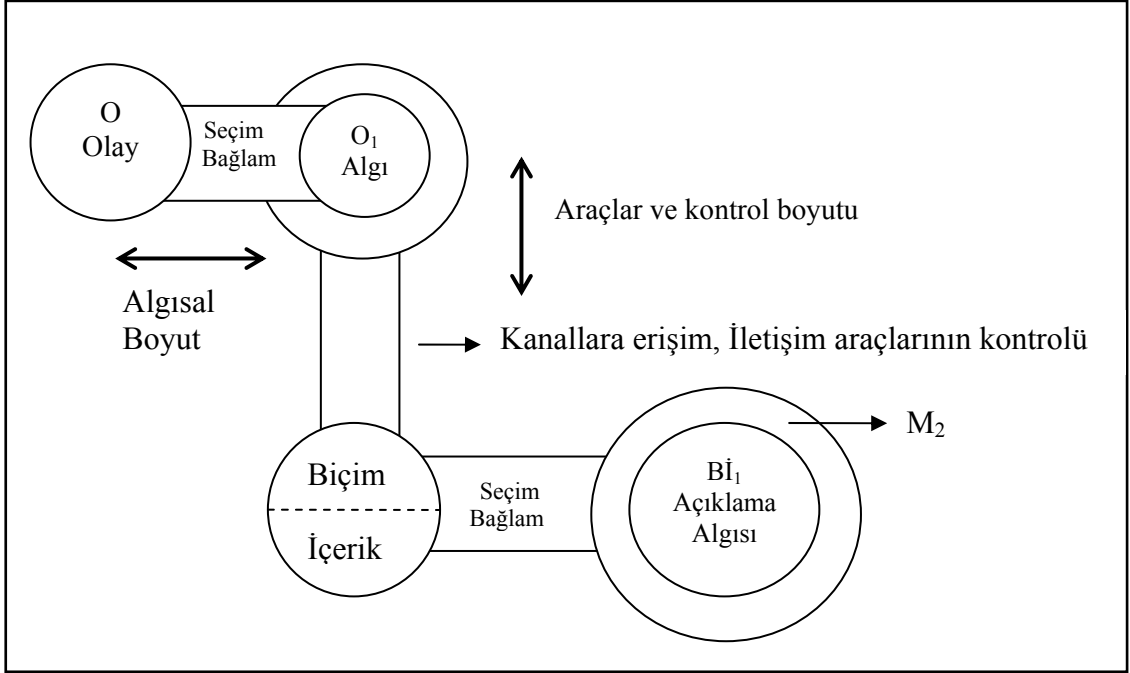 O
Olay
Seçim
Bağlam
O₁
Algı
Araçlar ve kontrol boyutu
Algısal
Boyut
Kanallara erişim, İletişim araçlarının kontrolü
M₂
Biçim
İçerik
Seçim
Bağlam
Bİ₁
Açıklama
Algısı